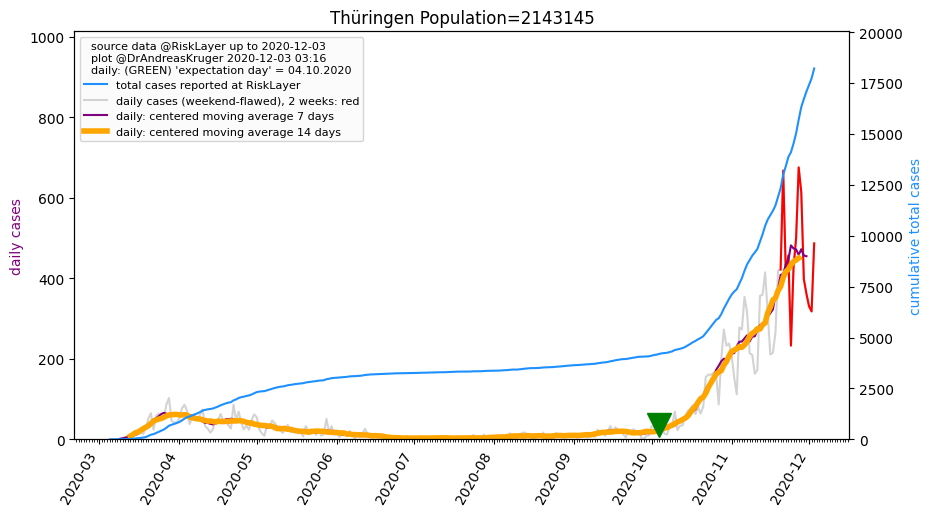 Thüringen Population=2143145
source data @RiskLayer up to 2020-12-03
plot @DrAndreasKruger 2020-12-03 03:16
daily: (GREEN) 'expectation day' = 04.10.2020
total cases reported at RiskLayer
daily cases (weekend-flawed), 2 weeks: red
daily: centered moving average 7 days
daily: centered moving average 14 days
daily cases
1000
800
600
400
200
0
cumulative total cases
20000
17500
15000
12500
10000
7500
5000
2500
0
2020-03
2020-04
2020-05
2020-06
2020-07
2020-08
2020-09
2020-10
2020-11
2020-12